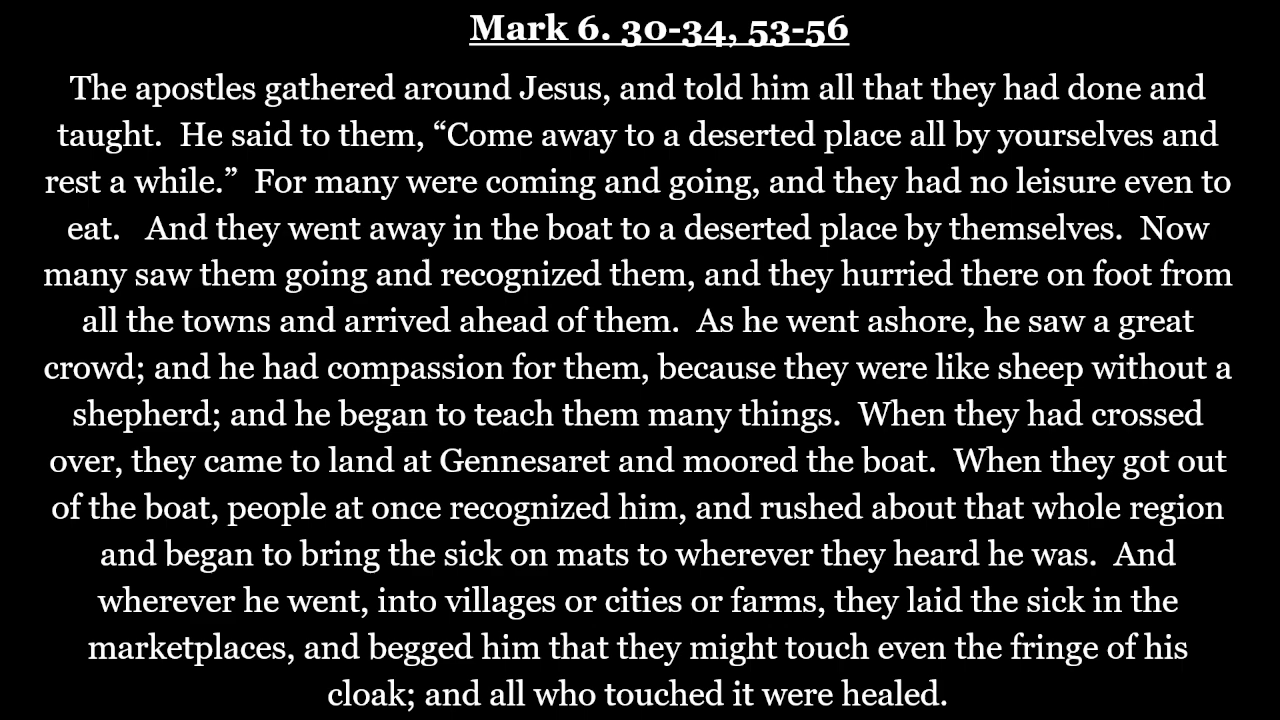 Mark 6. 30-34, 53-56
The apostles gathered around Jesus, and told him all that they had done and
taught.  He said to them, “Come away to a deserted place all by yourselves and
rest a while.”  For many were coming and going, and they had no leisure even to
eat.   And they went away in the boat to a deserted place by themselves.  Now
many saw them going and recognized them, and they hurried there on foot from
all the towns and arrived ahead of them.  As he went ashore, he saw a great
crowd; and he had compassion for them, because they were like sheep without a
shepherd; and he began to teach them many things.  When they had crossed
over, they came to land at Gennesaret and moored the boat.  When they got out
of the boat, people at once recognized him, and rushed about that whole region
and began to bring the sick on mats to wherever they heard he was.  And
wherever he went, into villages or cities or farms, they laid the sick in the
marketplaces, and begged him that they might touch even the fringe of his
cloak; and all who touched it were healed.